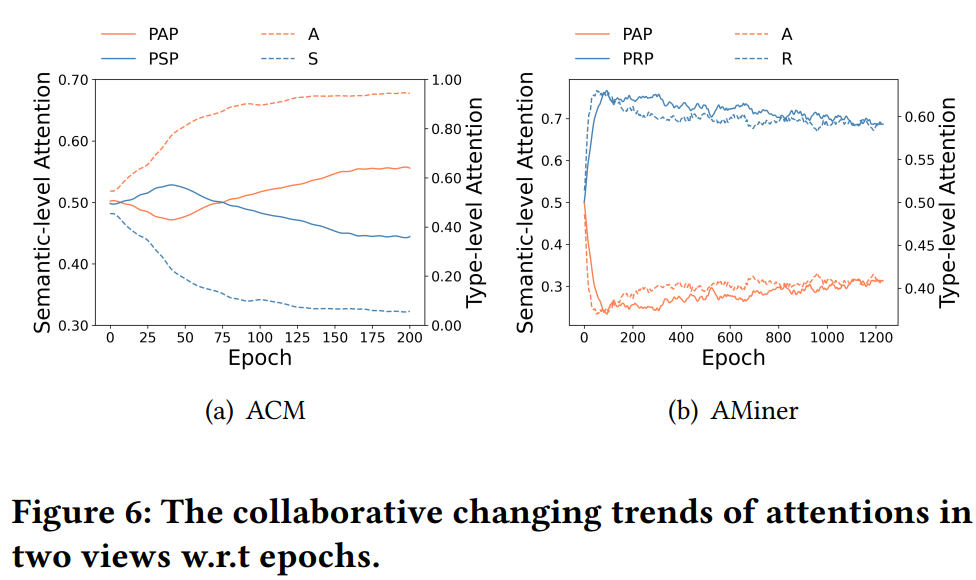 PAP A
PSP S
PAP A
PRP R
Semantic-level Attention
0.70
0.60
0.50
0.40
0.30
1.00
0.80
0.60
0.40
0.20
0.00
Type-level Attention
0 25 50 75 100 125 150 175 200
Epoch
(a) ACM
Semantic-level Attention
0.7
0.6
0.5
0.4
0.3
0.60
0.55
0.50
0.45
0.40
Type-level Attention
0 200 400 600 800 1000 1200
Epoch
(b) AMiner
Figure 6: The collaborative changing trends of attentions in
two views w.r.t epochs.